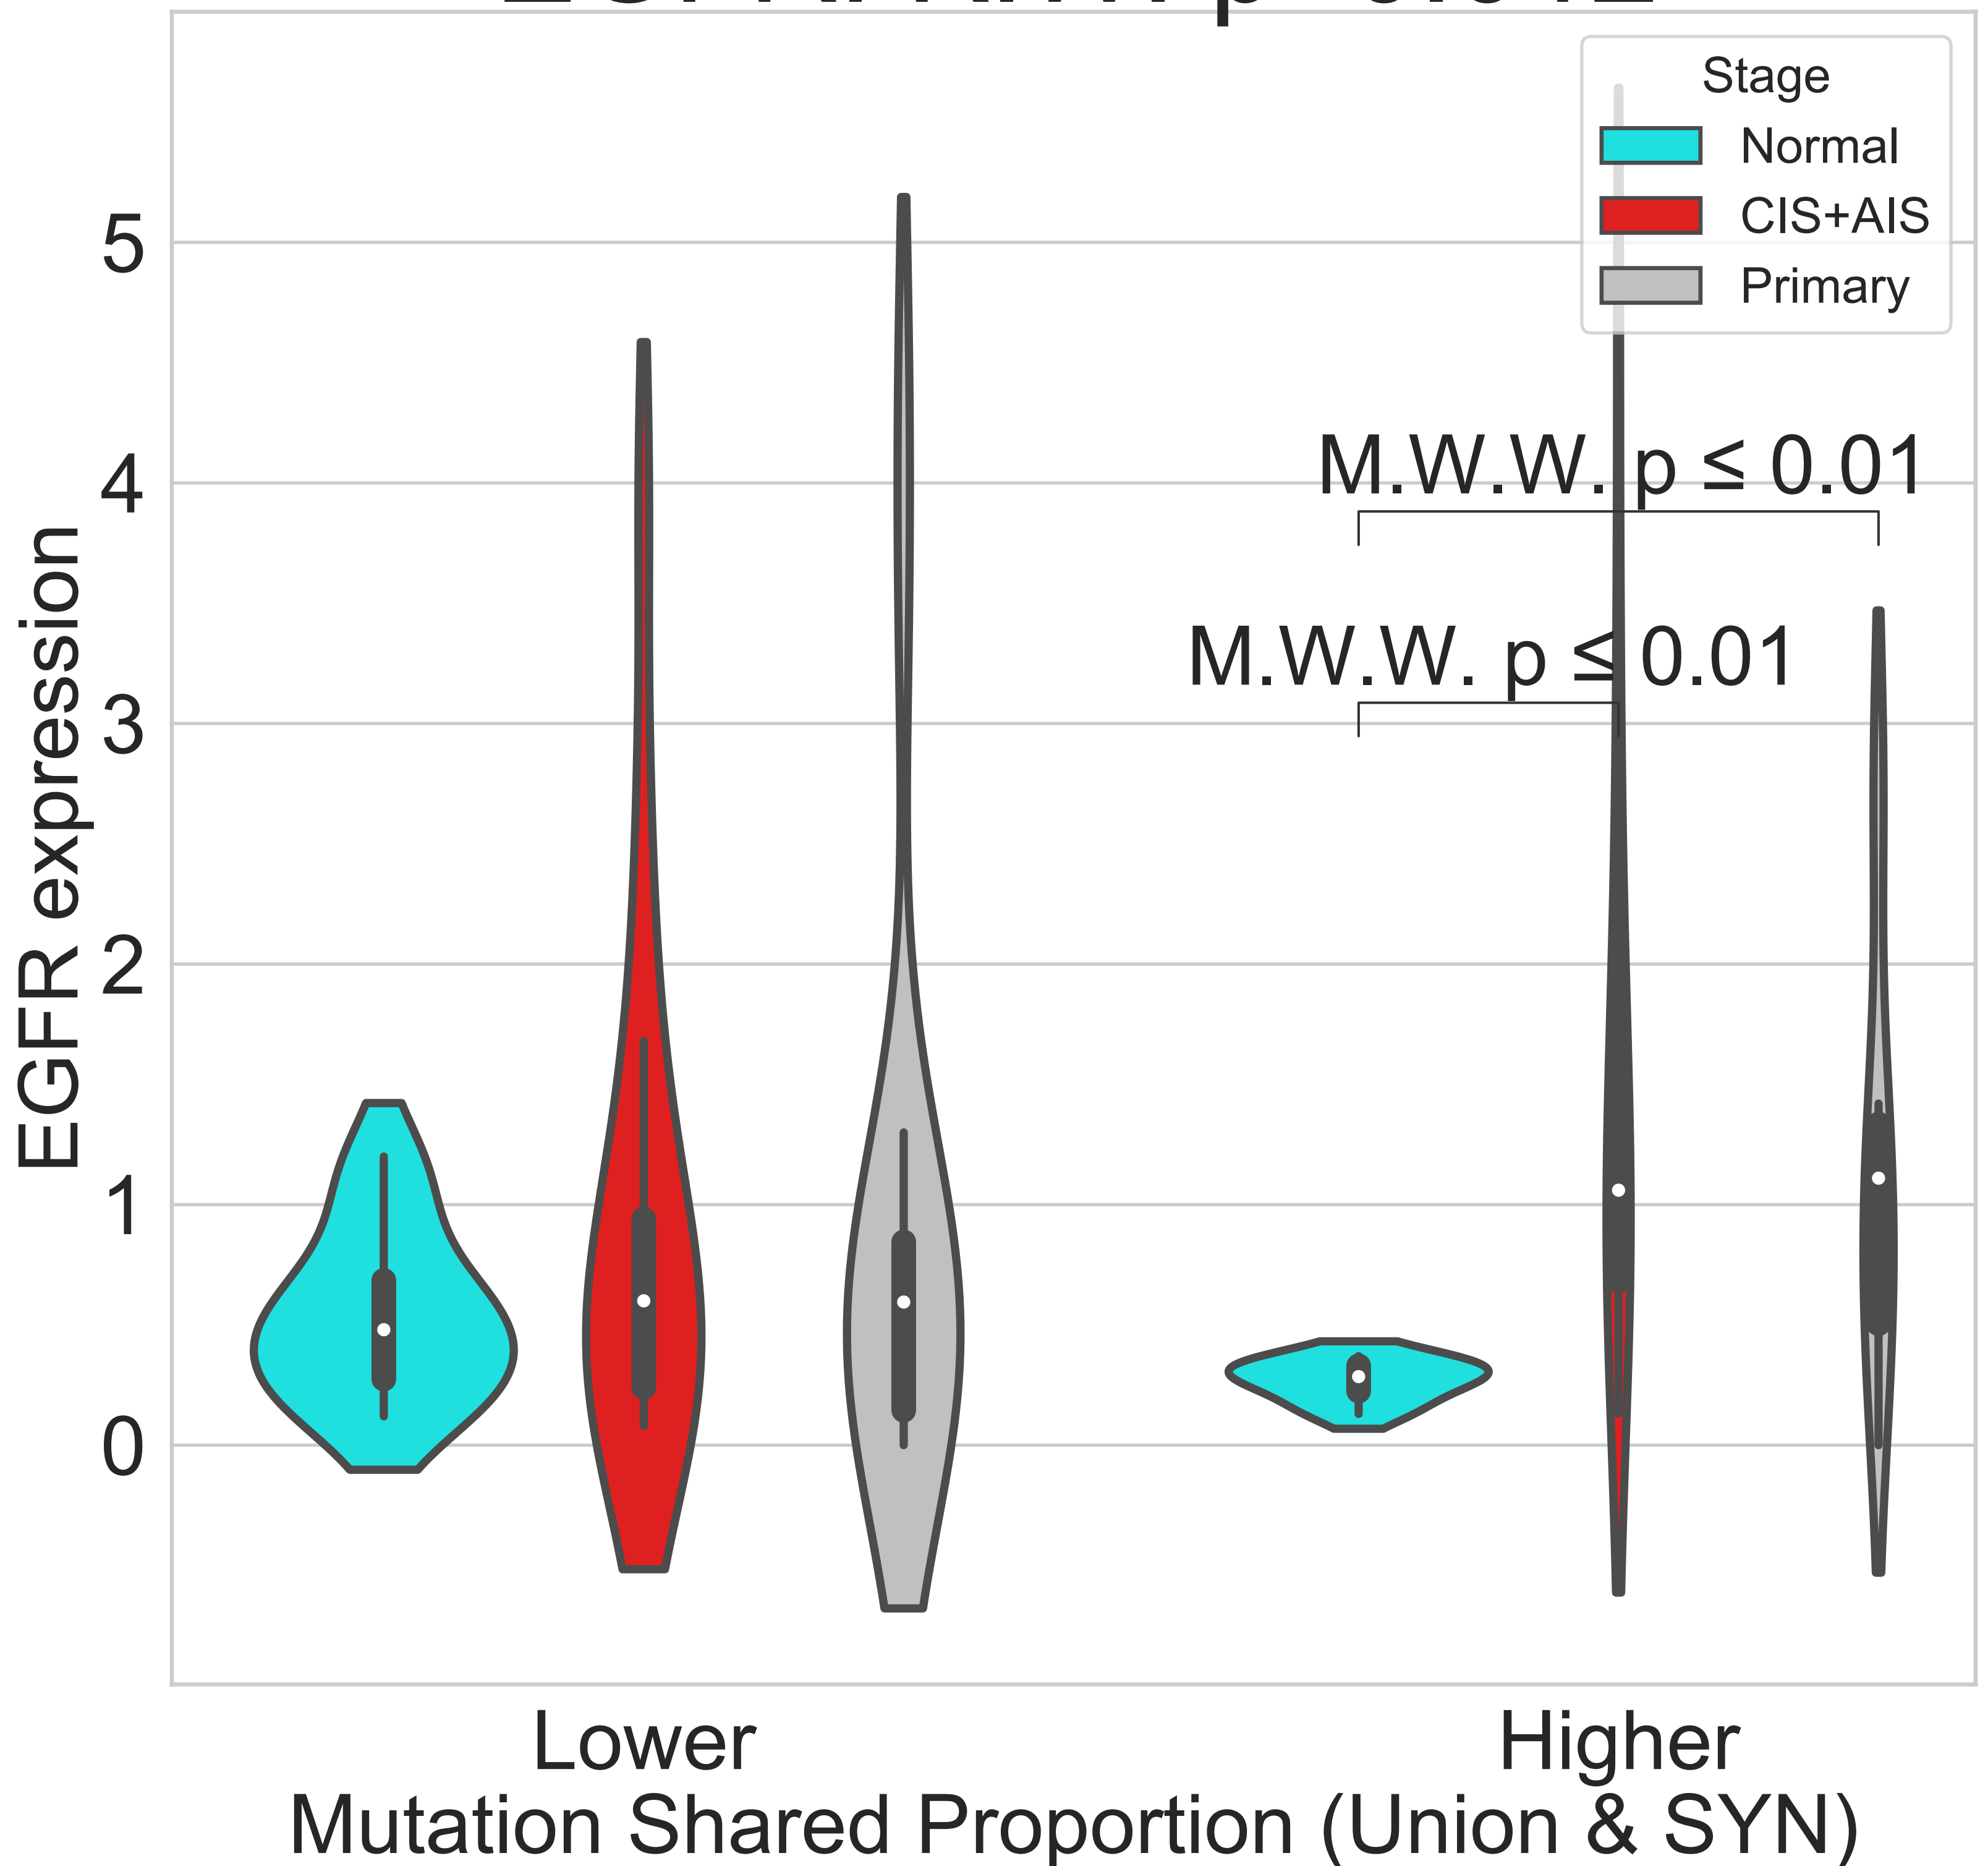 Stage
Normal
CIS+AIS
Primary
5
4
3
2
1
0
EGFR expression
M.W.W. p ≤ 0.01
M.W.W. p ≤ 0.01
Lower
Higher
Mutation Shared Proportion (Union & SYN)